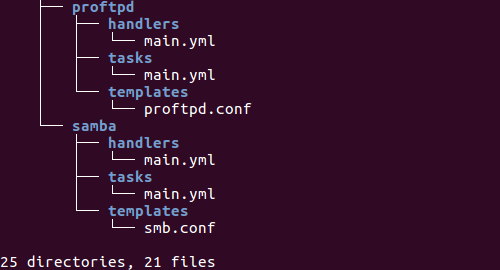 proftpd
handlers
main.yml
tasks
main.yml
templates
proftpd.conf
samba
handlers
main.yml
tasks
main.yml
templates
smb.conf
25 directories, 21 files